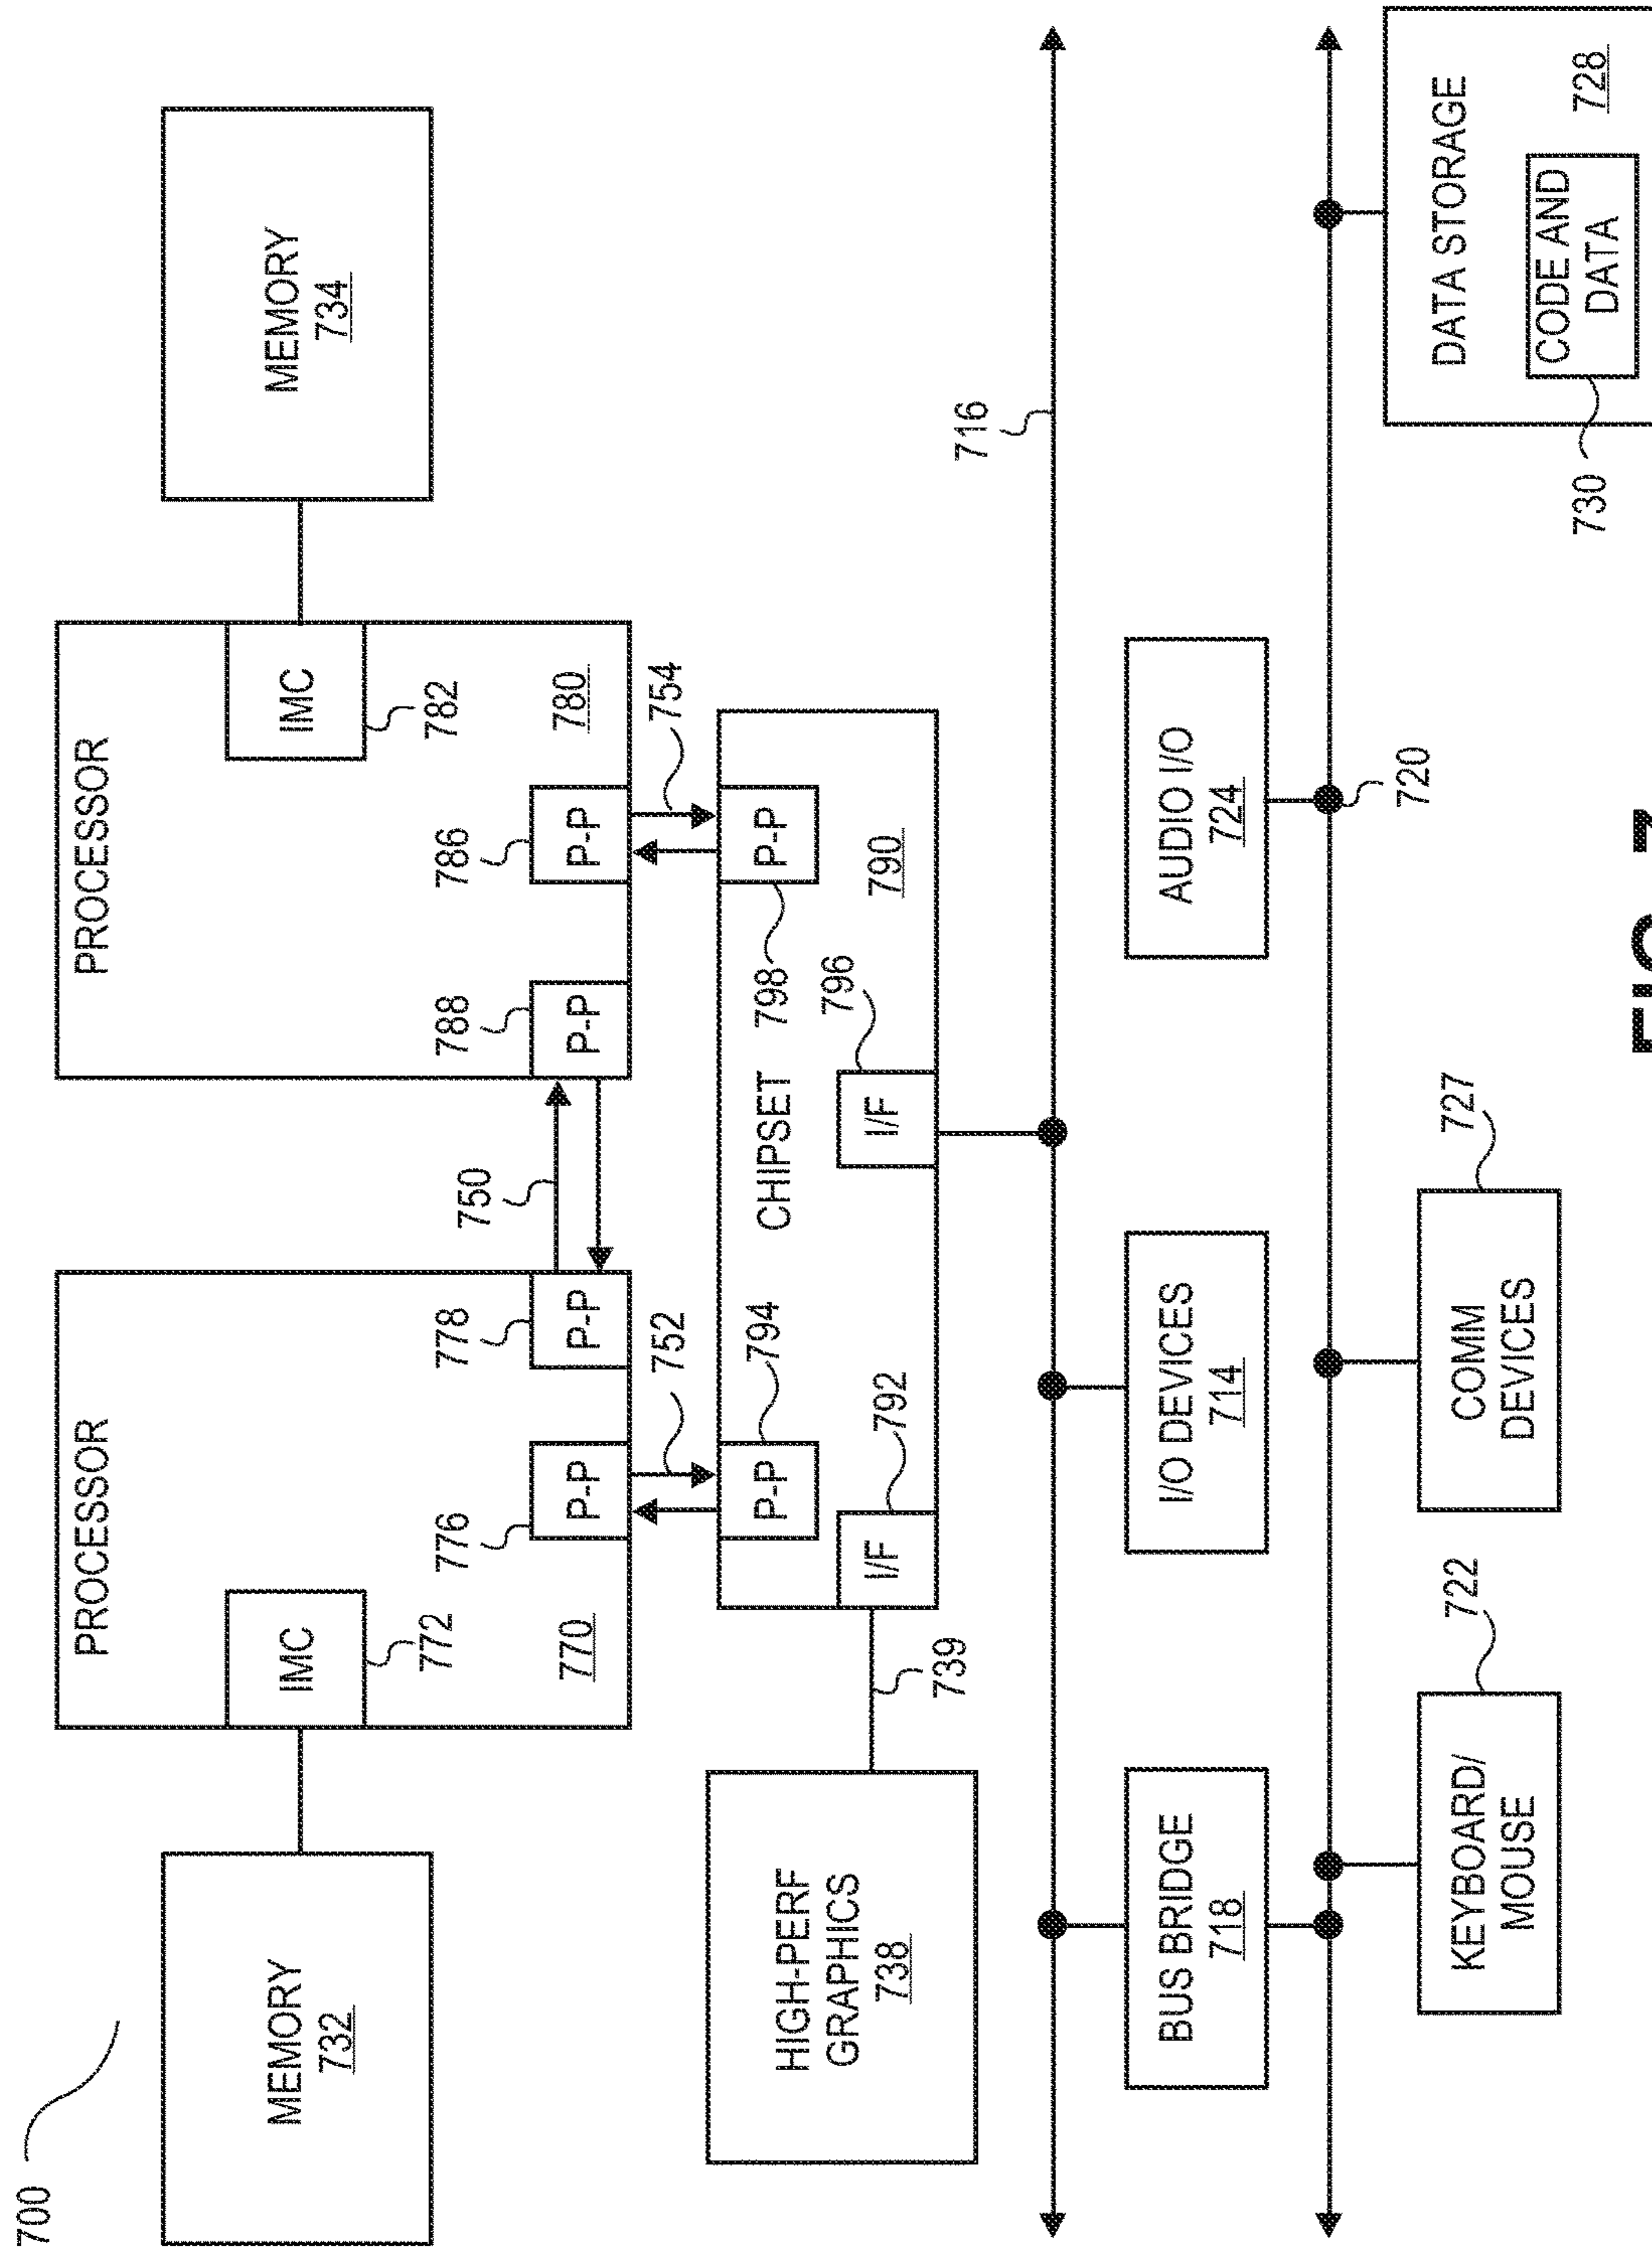 700
PROCESSOR
PROCESSOR
MEMORY
732
IMC
IMC
MEMORY
734
772
776
778
750
788
786
782
770
P-P
P-P
P-P
P-P
780
752
754
HIGH-PERF
GRAPHICS
738
739
794
CHIPSET
798
P-P
P-P
792
796
I/F
I/F
790
716
BUS BRIDGE
718
I/O DEVICES
714
AUDIO I/O
724
720
722
727
KEYBOARD/
MOUSE
COMM
DEVICES
DATA STORAGE
730
CODE AND
DATA
728